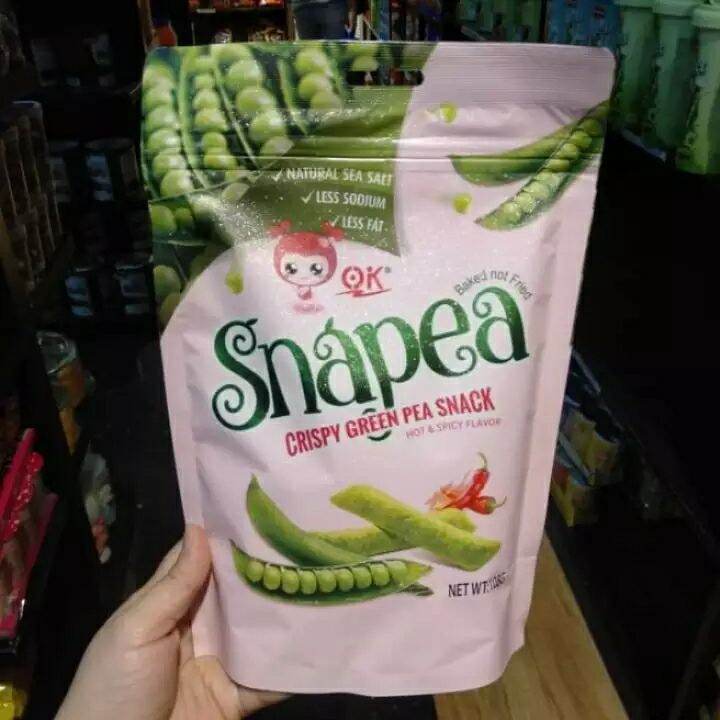 ✓ NATURAL SEA SALT
✓ LESS SODIUM
✓ LESS FAT
QK®
Baked not Fried
Snapea
CRISPY GREEN PEA SNACK
HOT & SPICY FLAVOR
NET WT: